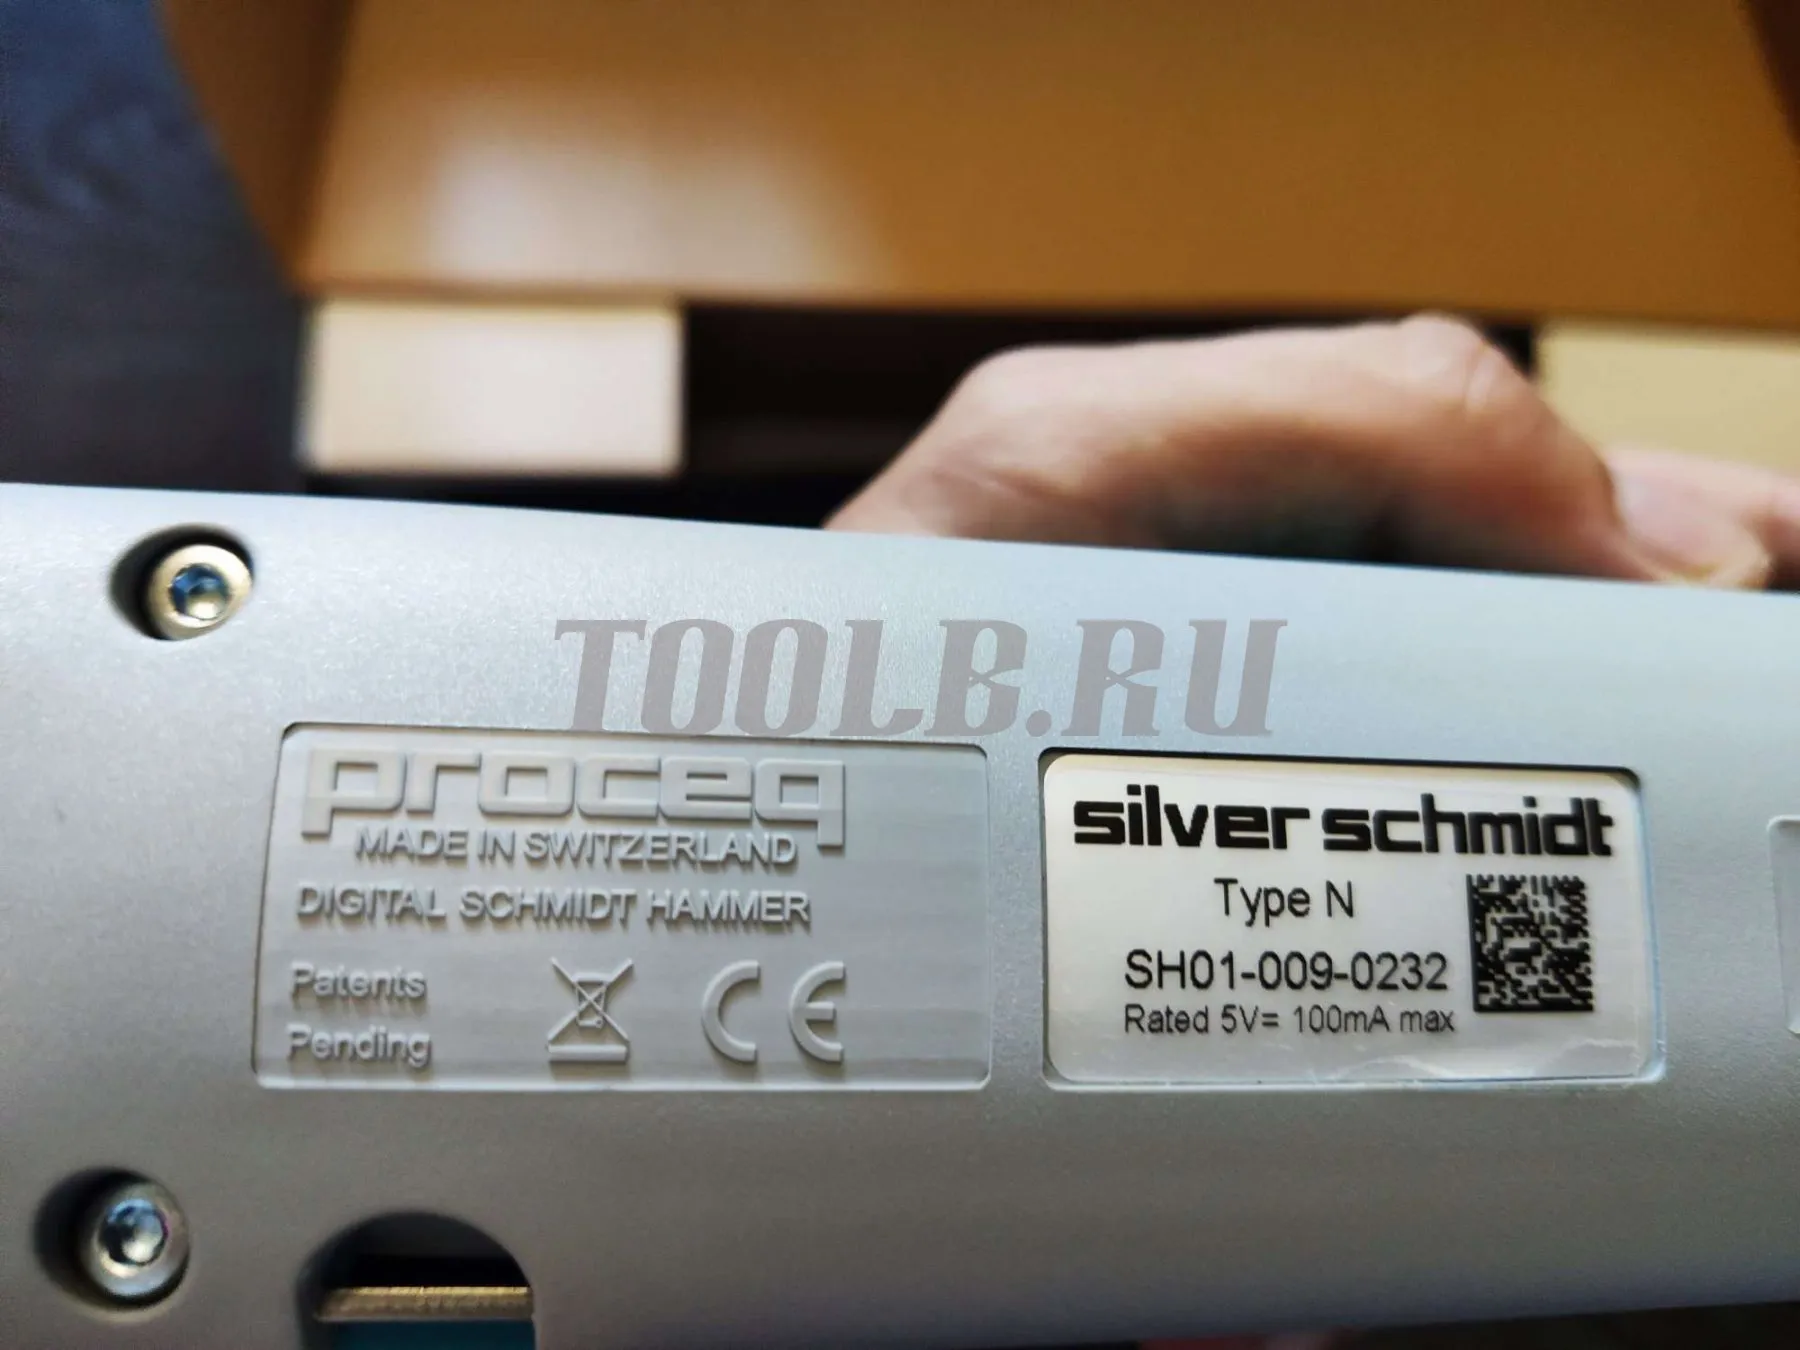 TOOLB.RU
proceq
MADE IN SWITZERLAND
DIGITAL SCHMIDT HAMMER
Patents
Pending
CE
silver schmidt
Type N
SH01-009-0232
Rated 5V= 100mA max